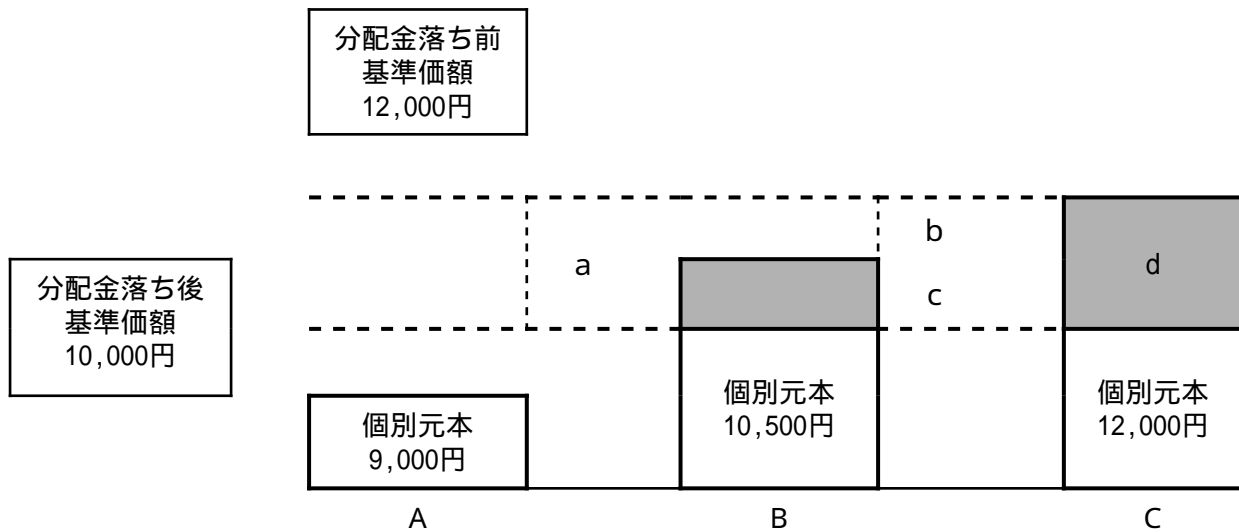 分配金落ち前
基準価額
12,000円
b
a
d
c
分配金落ち後
基準価額
10,000円
個別元本
9,000円
個別元本
10,500円
個別元本
12,000円
A
B
C